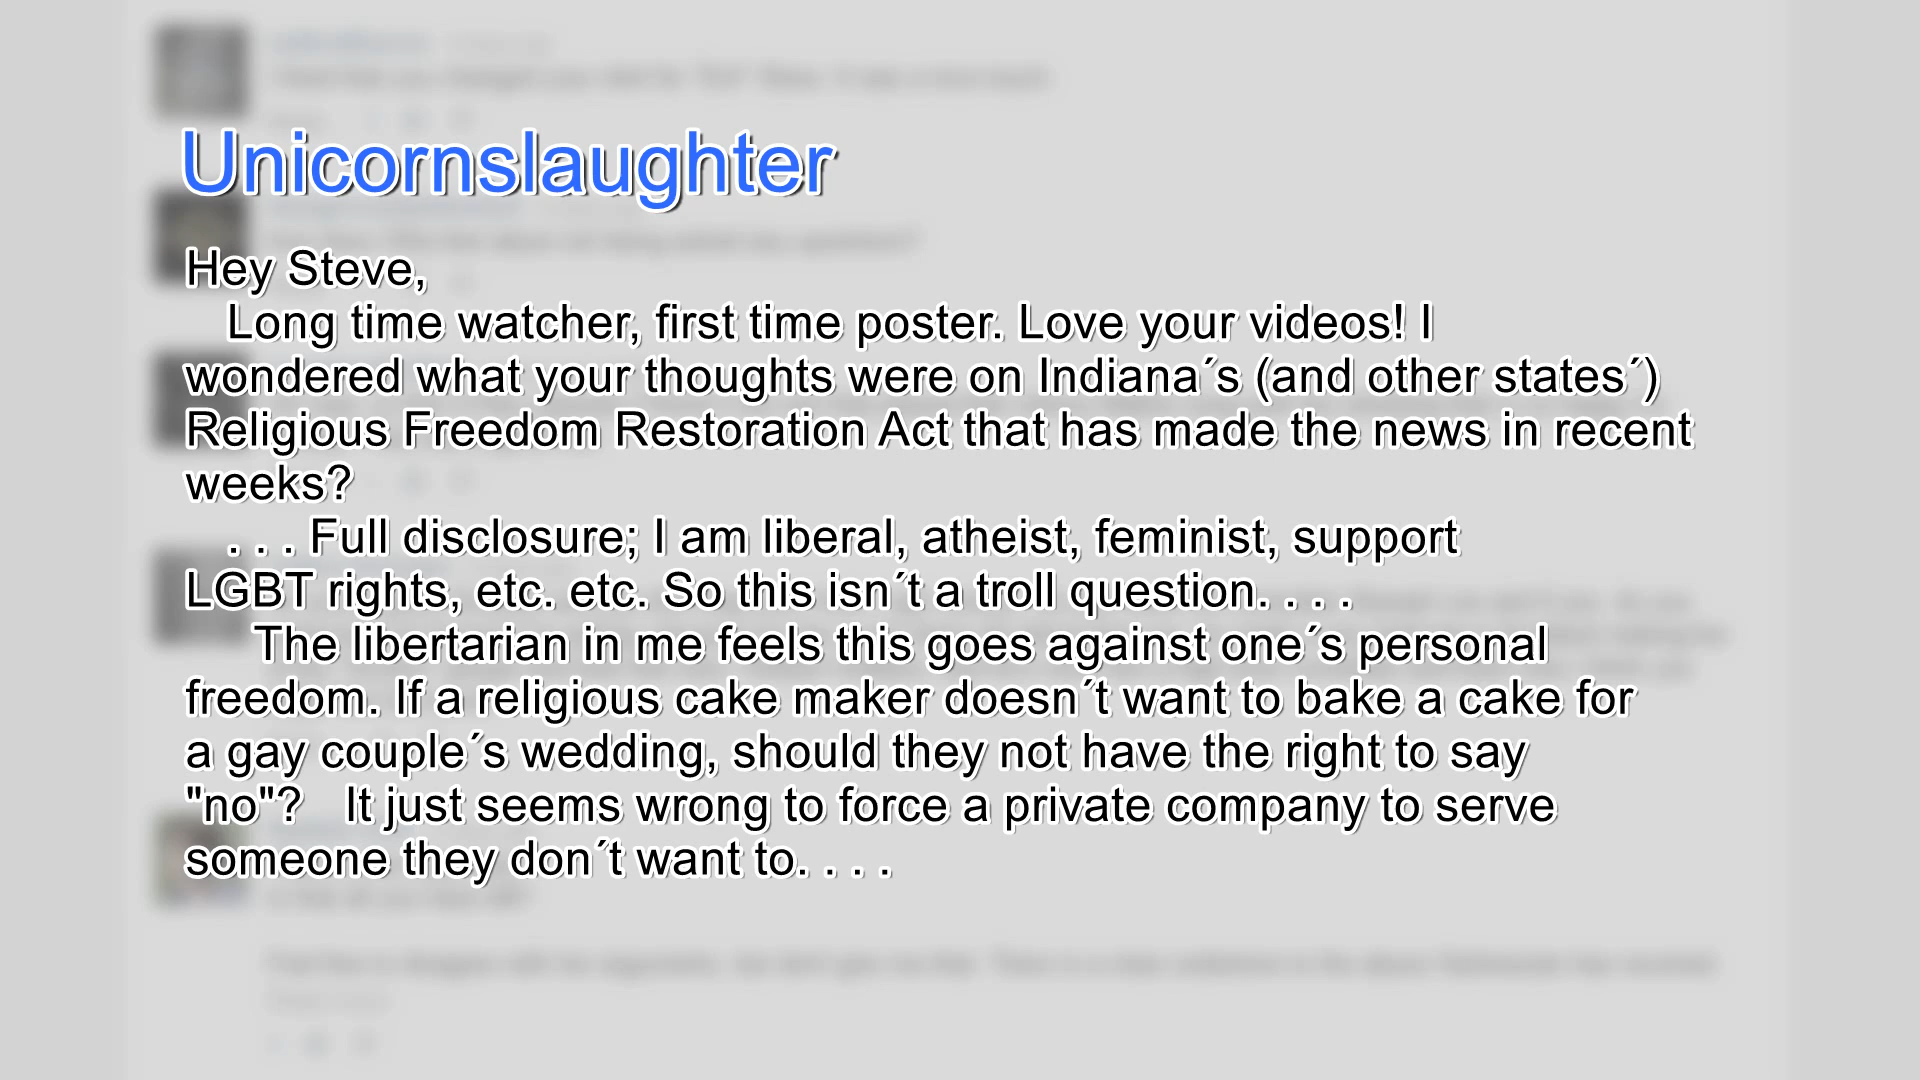 Unicornslaughter
Hey Steve,
Long time watcher, first time poster. Love your videos! I
wondered what your thoughts were on Indiana´s (and other states´)
Religious Freedom Restoration Act that has made the news in recent
weeks?
. . . Full disclosure; I am liberal, atheist, feminist, support
LGBT rights, etc. etc. So this isn´t a troll question. . . .
The libertarian in me feels this goes against one´s personal
freedom. If a religious cake maker doesn´t want to bake a cake for
a gay couple´s wedding, should they not have the right to say
"no"? It just seems wrong to force a private company to serve
someone they don´t want to. . . .